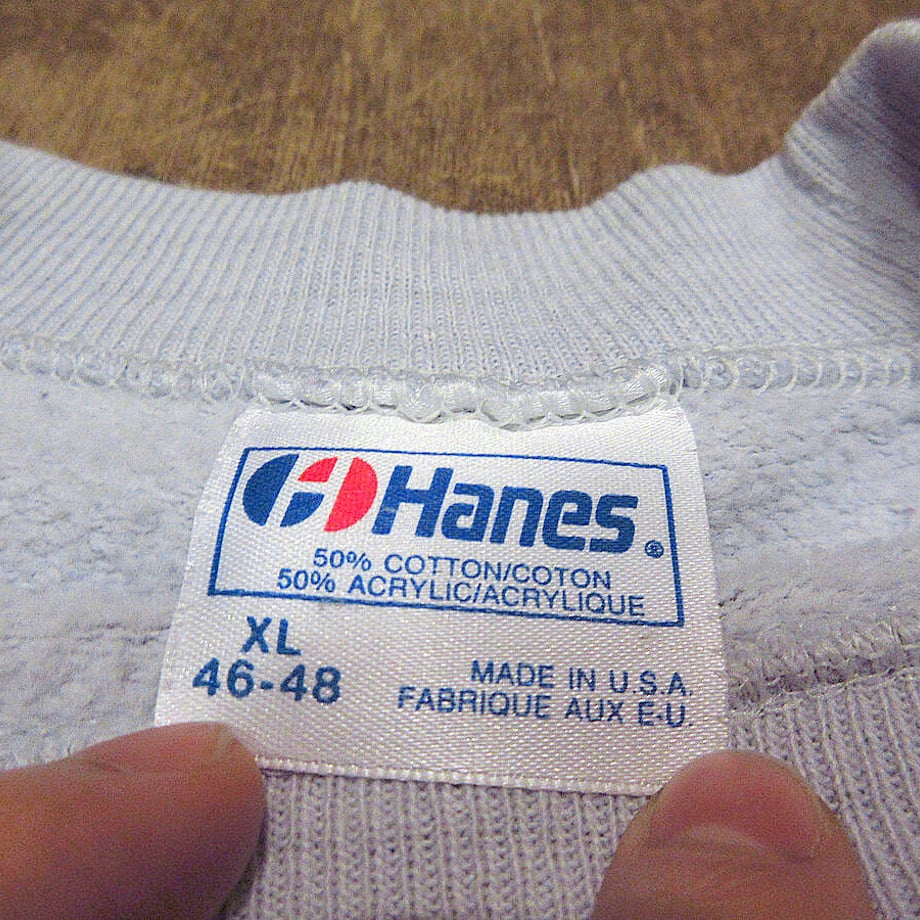 Hanes®
50% COTTON/COTON
50% ACRYLIC/ACRYLIQUE
XL
46-48
MADE IN U.S.A.
FABRIQUE AUX E-U.